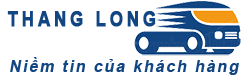 THANG LONG
Niềm tin của khách hàng